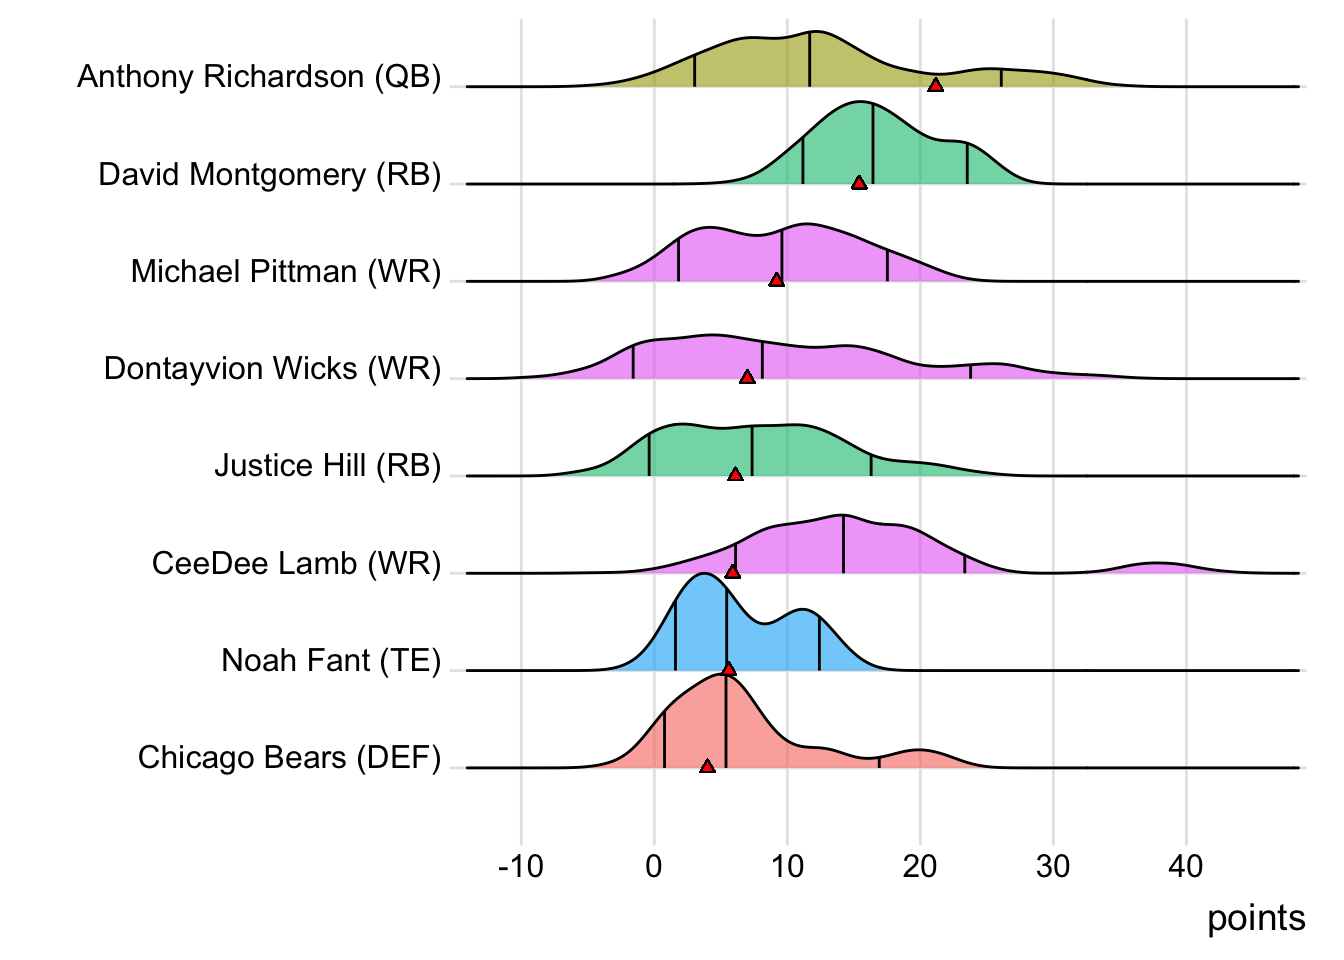 Anthony Richardson (QB)
David Montgomery (RB)
Michael Pittman (WR)
Dontayvion Wicks (WR)
Justice Hill (RB)
CeeDee Lamb (WR)
Noah Fant (TE)
Chicago Bears (DEF)
-10 0 10 20 30 40
points